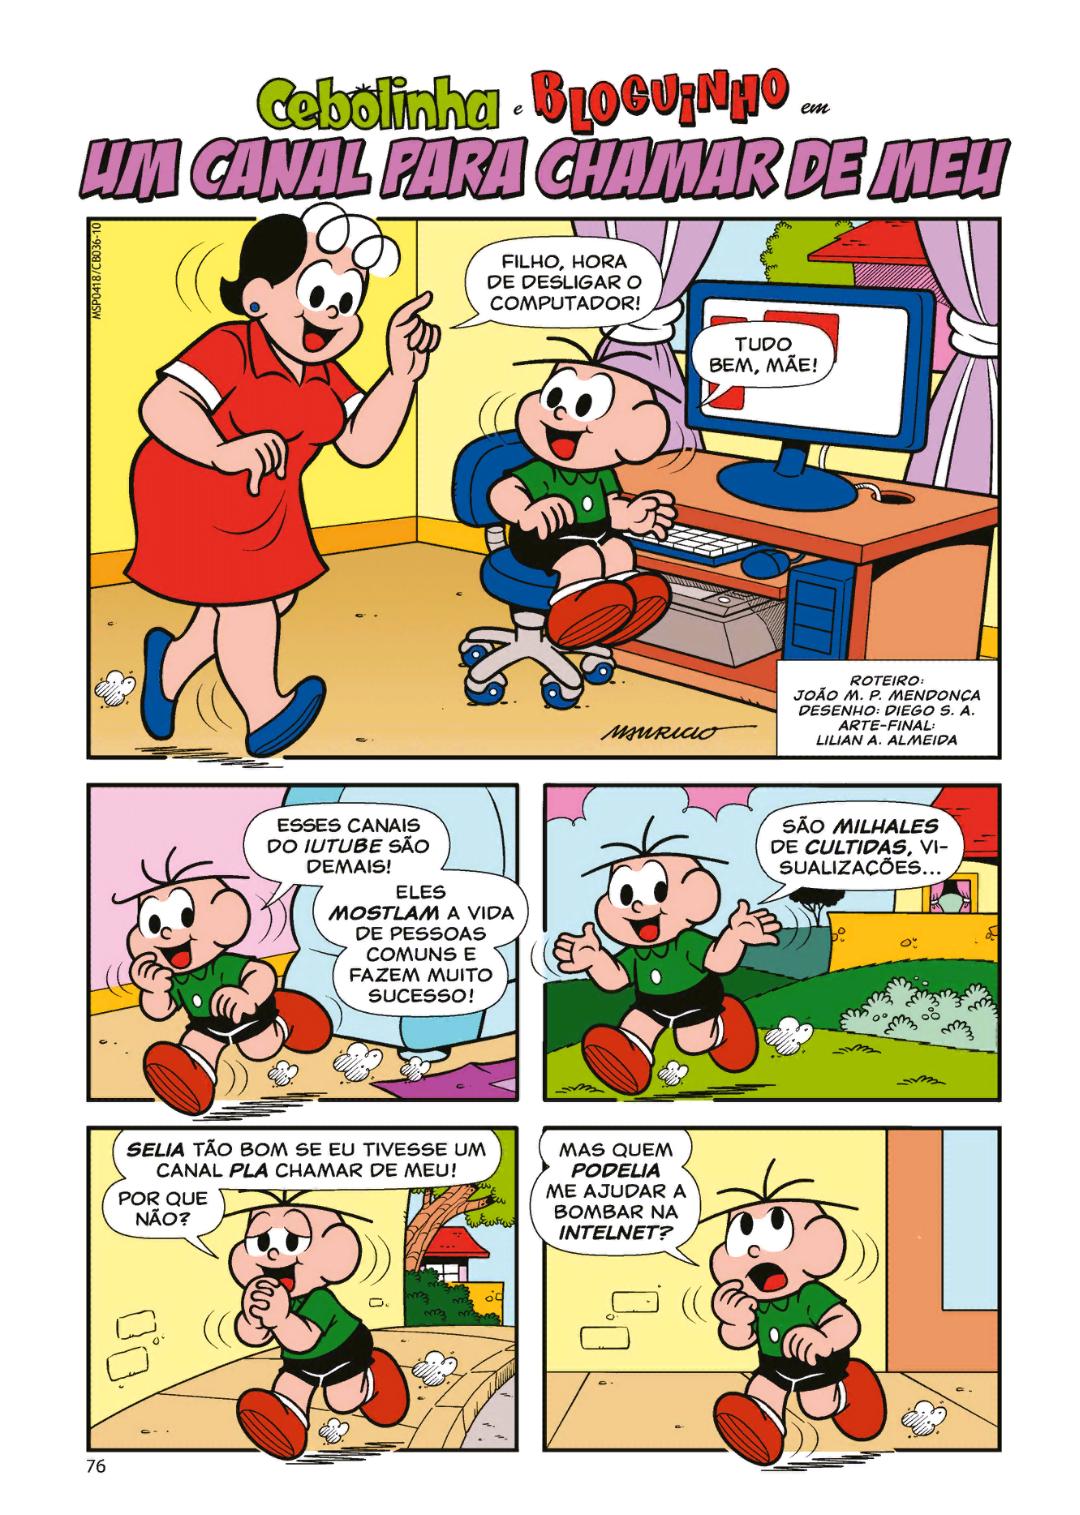 Cebolinha e BLOGUINHO em
UM CANAL PARA CHAMAR DE MEU
MSP0418/CB036-10
FILHO, HORA
DE DESLIGAR O
COMPUTADOR!
TUDO
BEM, MÃE!
ROTEIRO:
JOÃO M. P. MENDONCA
DESENHO: DIEGO S. A.
ARTE-FINAL:
LILIAN A. ALMEIDA
MAURICIO
ESSES CANAIS
DO IUTUBE SÃO
DEMAIS!
ELES
MOSTLAM A VIDA
DE PESSOAS
COMUNS E
FAZEM MUITO
SUCESSO!
SÃO MILHALES
DE CULTIDAS, VI-
SUALIZAÇÕES...
SELIA TÃO BOM SE EU TIVESSE UM
CANAL PLA CHAMAR DE MEU!
POR QUE
NÃO?
MAS QUEM
PODELIA
ME AJUDAR A
BOMBAR NA
INTELNET?
76